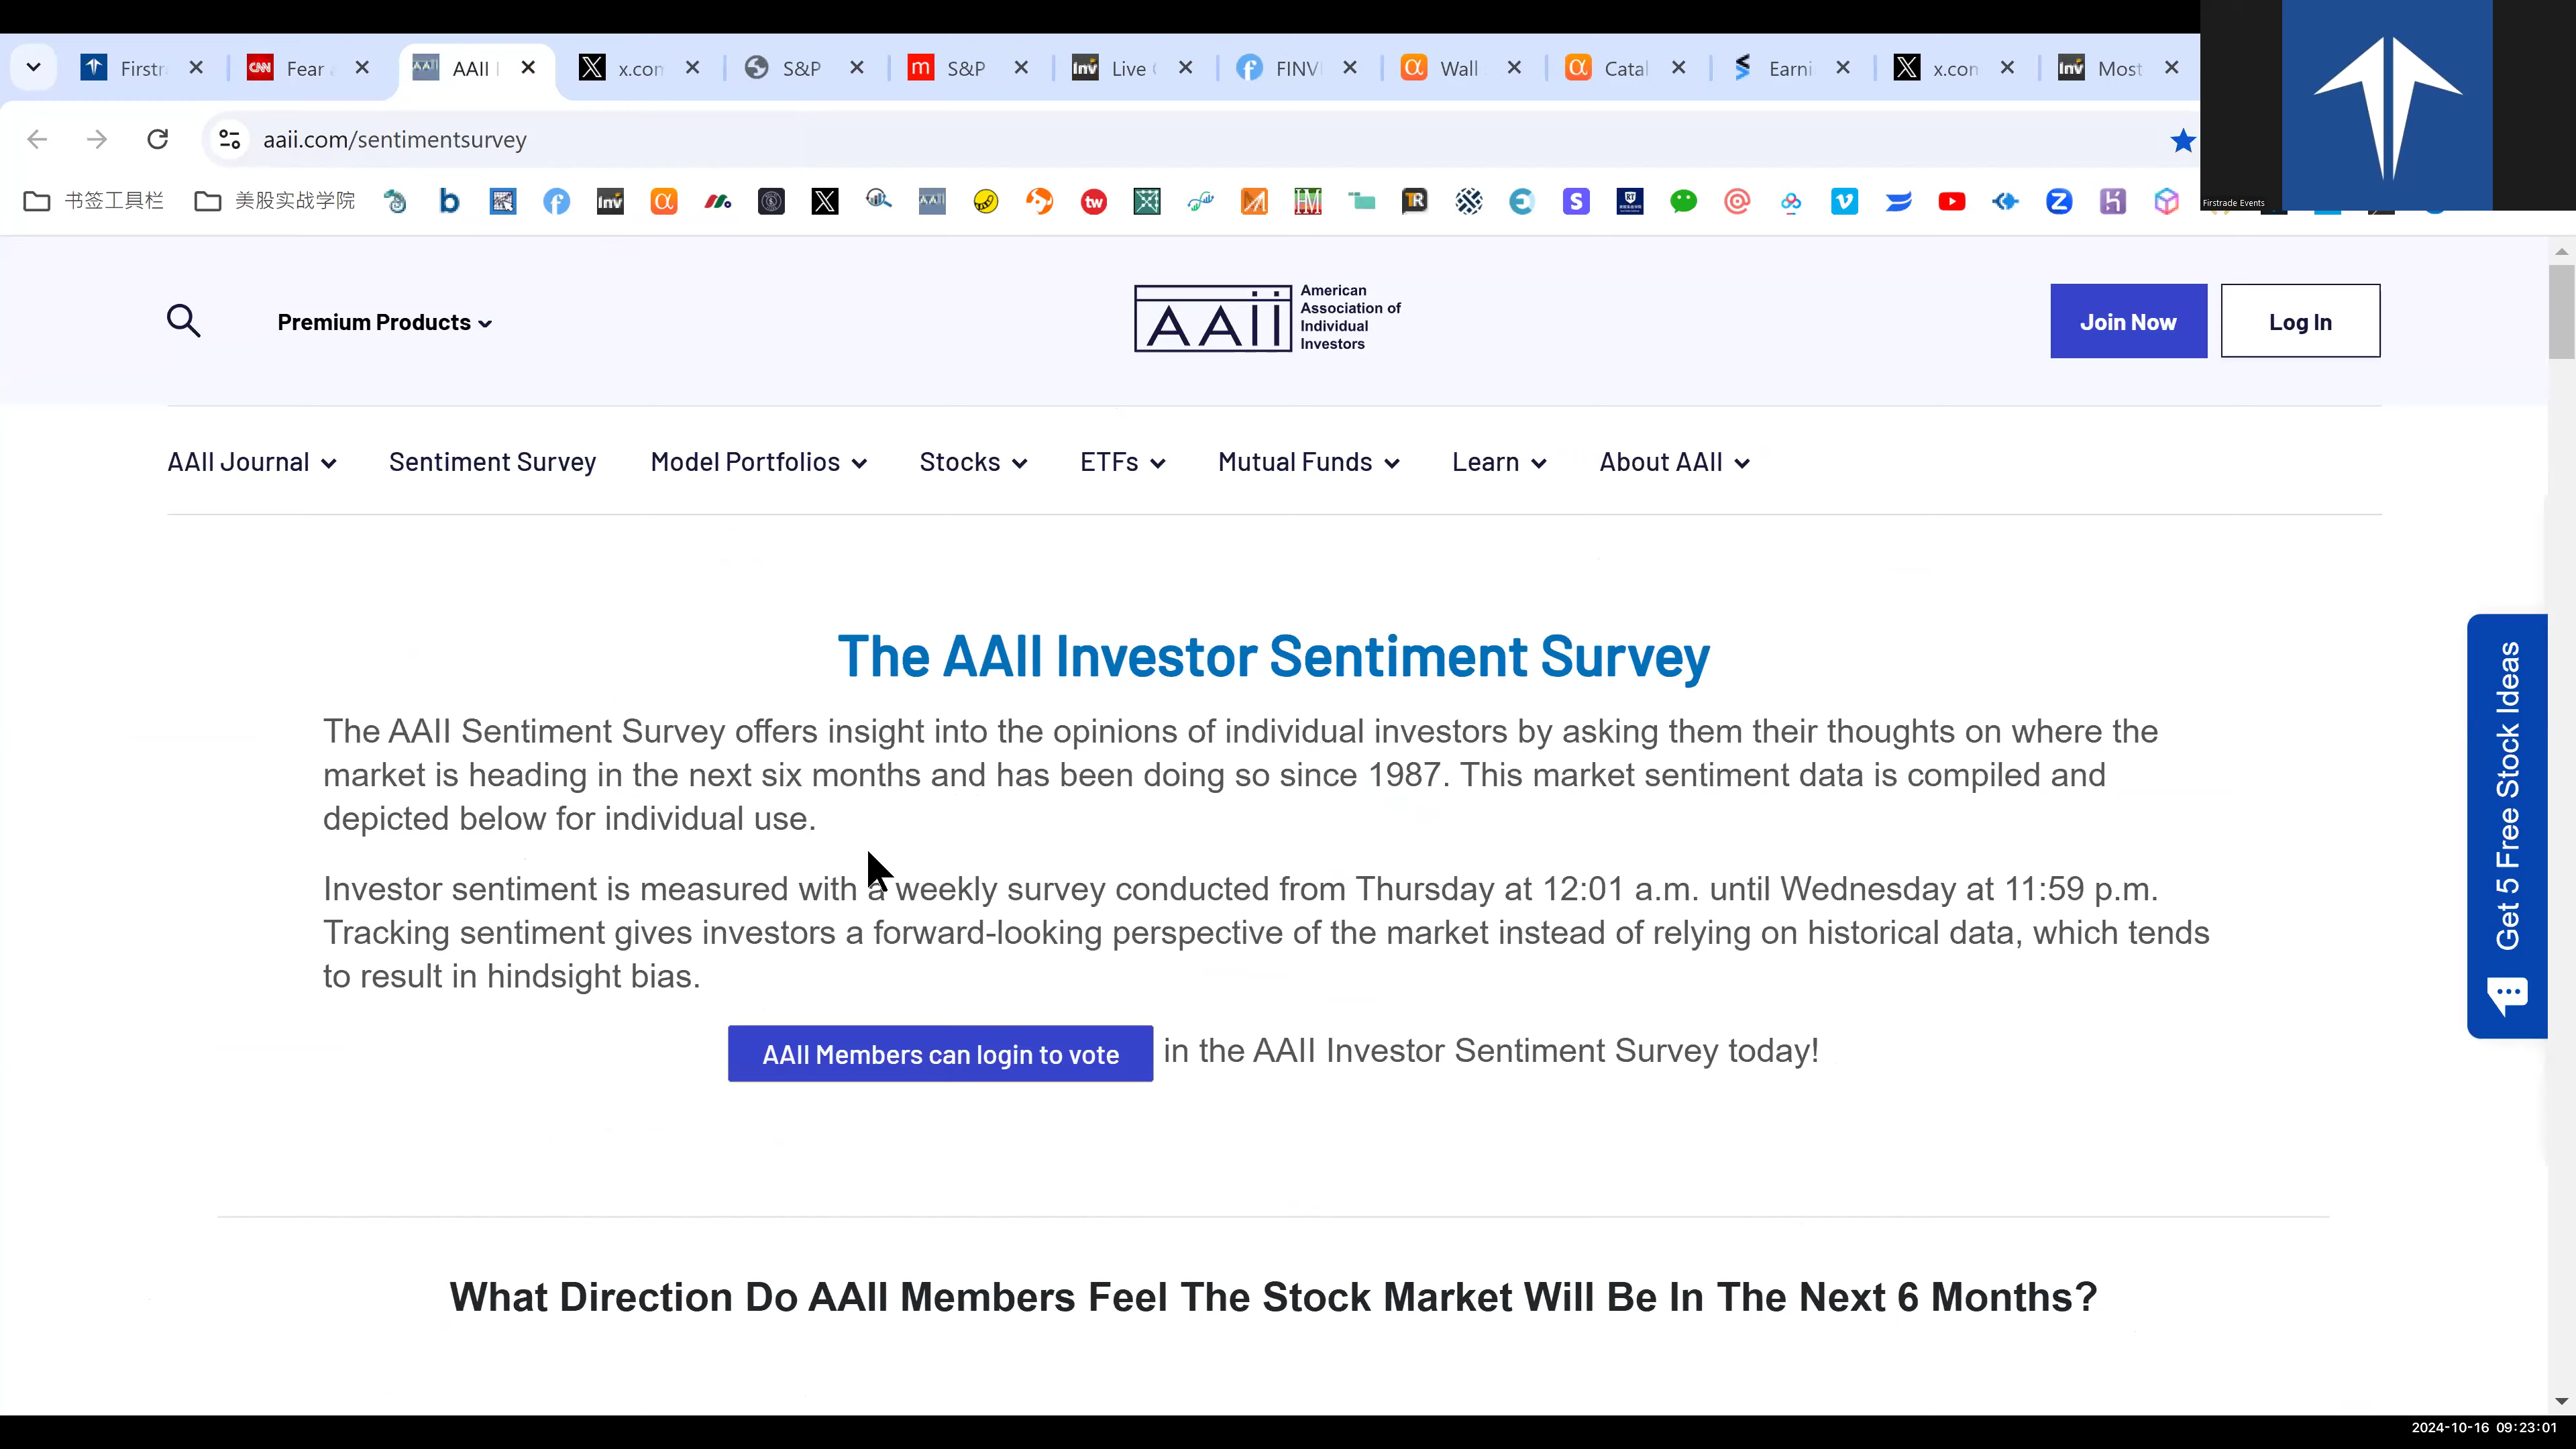 Firstr
CNN Fear
AAII
x.com
S&P
m S&P
Inv Live
FINVI
α Wall
α Catal
Earni
x.con
Inv Most
aaii.com/sentimentsurvey
书签工具栏 美股实战学院
Firstrade Events
Premium Products
AAii
American
Association of
Individual
Investors
Join Now
Log In
AAII Journal Sentiment Survey Model Portfolios Stocks ETFs Mutual Funds Learn About AAII
The AAII Investor Sentiment Survey
The AAII Sentiment Survey offers insight into the opinions of individual investors by asking them their thoughts on where the
market is heading in the next six months and has been doing so since 1987. This market sentiment data is compiled and
depicted below for individual use.
Investor sentiment is measured with a weekly survey conducted from Thursday at 12:01 a.m. until Wednesday at 11:59 p.m.
Tracking sentiment gives investors a forward-looking perspective of the market instead of relying on historical data, which tends
to result in hindsight bias.
AAII Members can login to vote in the AAII Investor Sentiment Survey today!
Get 5 Free Stock Ideas
What Direction Do AAII Members Feel The Stock Market Will Be In The Next 6 Months?
2024-10-16 09:23:01